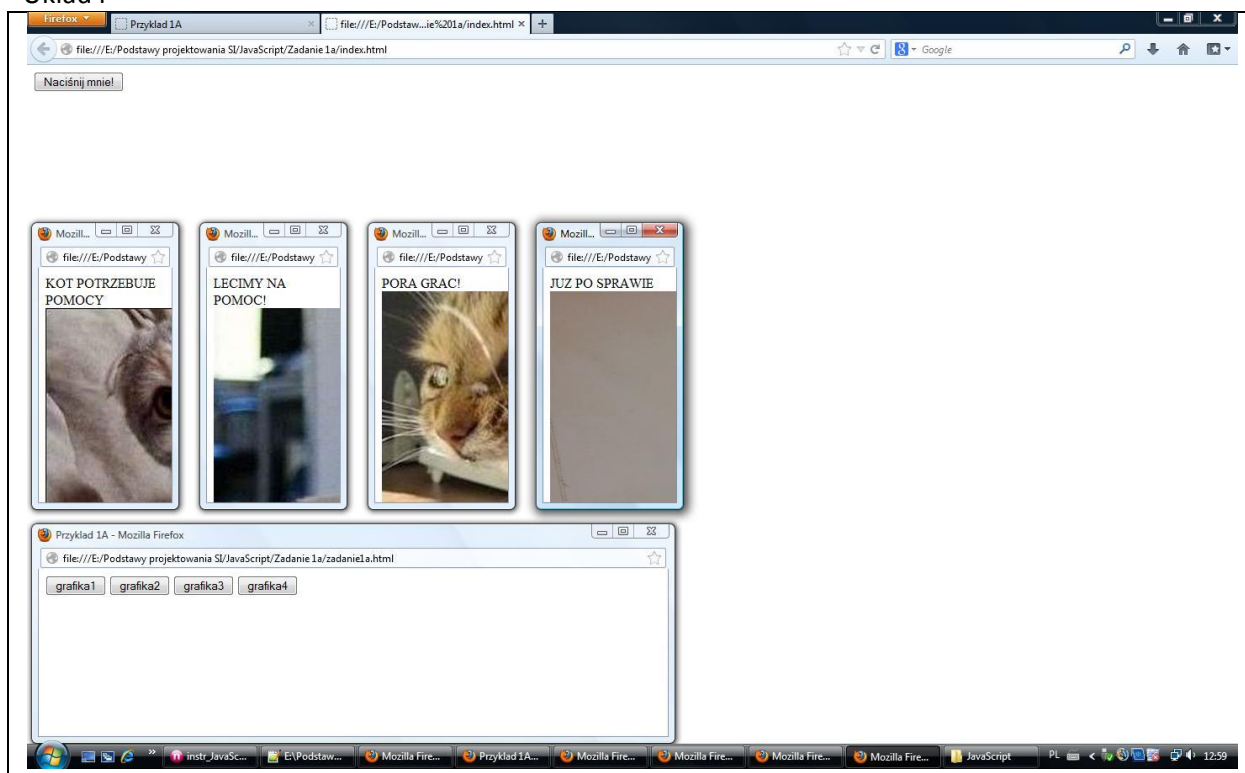 Układ I
Firefox
Przyklad 1A
file:///E:/Podstaw...ie%201a/index.html
file:///E:/Podstawy projektowania SI/JavaScript/Zadanie 1a/index.html
Google
Naciśnij mnie!
Mozill...
Mozill...
Mozill...
Mozill...
file:///E:/Podstawy
file:///E:/Podstawy
file:///E:/Podstawy
file:///E:/Podstawy
KOT POTRZEBUJE
POMOCY
LECIMY NA
POMOC!
PORA GRAC!
JUZ PO SPRAWIE
Przyklad 1A - Mozilla Firefox
file:///E:/Podstawy projektowania SI/JavaScript/Zadanie 1a/zadanie1a.html
grafika1 grafika2 grafika3 grafika4
instr_JavaSc... E:\Podstaw... Mozilla Fire... Przyklad 1A... Mozilla Fire... Mozilla Fire... Mozilla Fire... Mozilla Fire... JavaScript PL 12:59